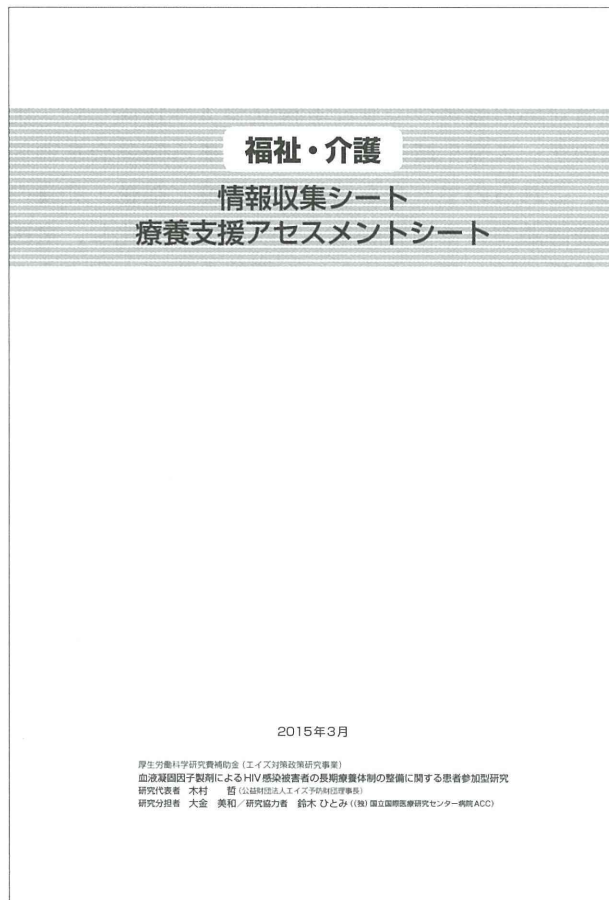 福祉・介護
情報収集シート
療養支援アセスメントシート
2015年3月
厚生労働科学研究費補助金（エイズ対策政策研究事業）
血液凝固因子製剤によるHIV感染被害者の長期療養体制の整備に関する患者参加型研究
研究代表者　木村　　哲（公益財団法人エイズ予防財団理事長）
研究分担者　大金　美和／研究協力者　鈴木 ひとみ（(独) 国立国際医療研究センター病院ACC）